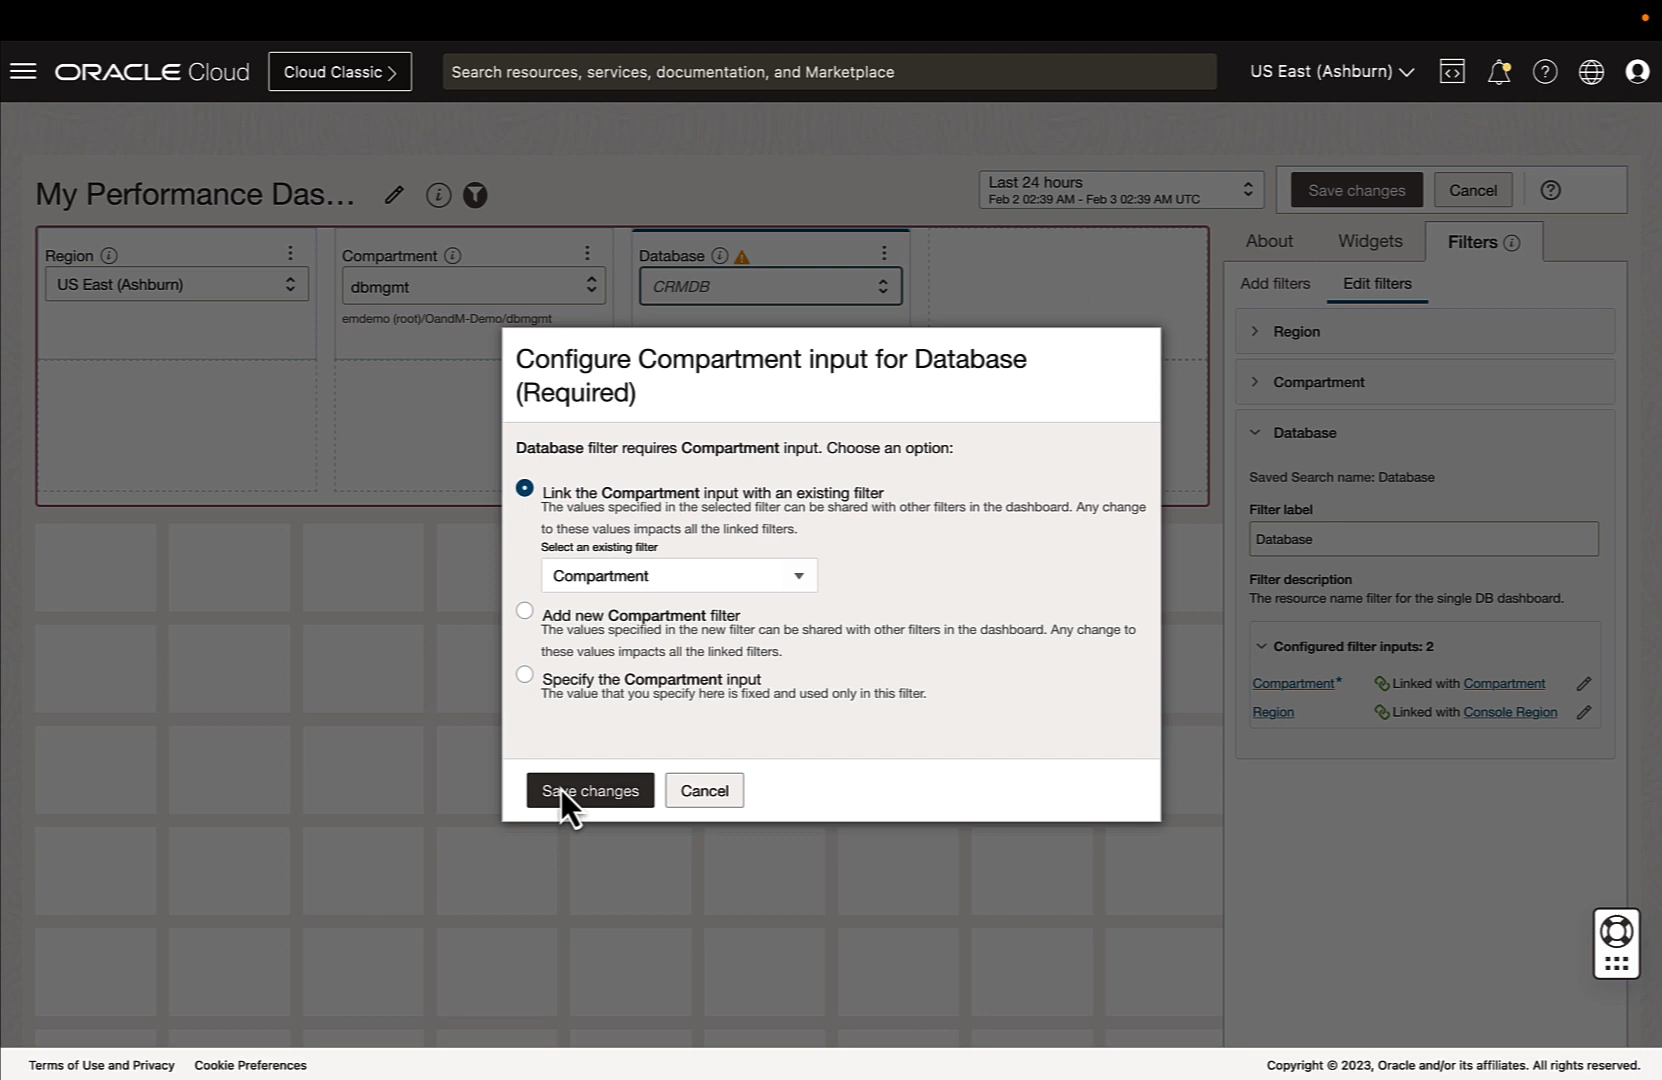 ORACLE Cloud
Cloud Classic
Search resources, services, documentation, and Marketplace
US East (Ashburn)
My Performance Das...
Last 24 hours
Feb 2 02:39 AM - Feb 3 02:39 AM UTC
Save changes
Cancel
Region
US East (Ashburn)
Compartment
dbmgmt
emdemo (root)/OandM-Demo/dbmgmt
Database
CRMDB
Configure Compartment input for Database
(Required)
Database filter requires Compartment input. Choose an option:
Link the Compartment input with an existing filter
The values specified in the selected filter can be shared with other filters in the dashboard. Any change
to these values impacts all the linked filters.
Select an existing filter
Compartment
Add new Compartment filter
The values specified in the new filter can be shared with other filters in the dashboard. Any change to
these values impacts all the linked filters.
Specify the Compartment input
The value that you specify here is fixed and used only in this filter.
Save changes
Cancel
About
Widgets
Filters
Add filters
Edit filters
Region
Compartment
Database
Saved Search name: Database
Filter label
Database
Filter description
The resource name filter for the single DB dashboard.
Configured filter inputs: 2
Compartment* Linked with Compartment
Region Linked with Console Region
Terms of Use and Privacy
Cookie Preferences
Copyright © 2023, Oracle and/or its affiliates. All rights reserved.